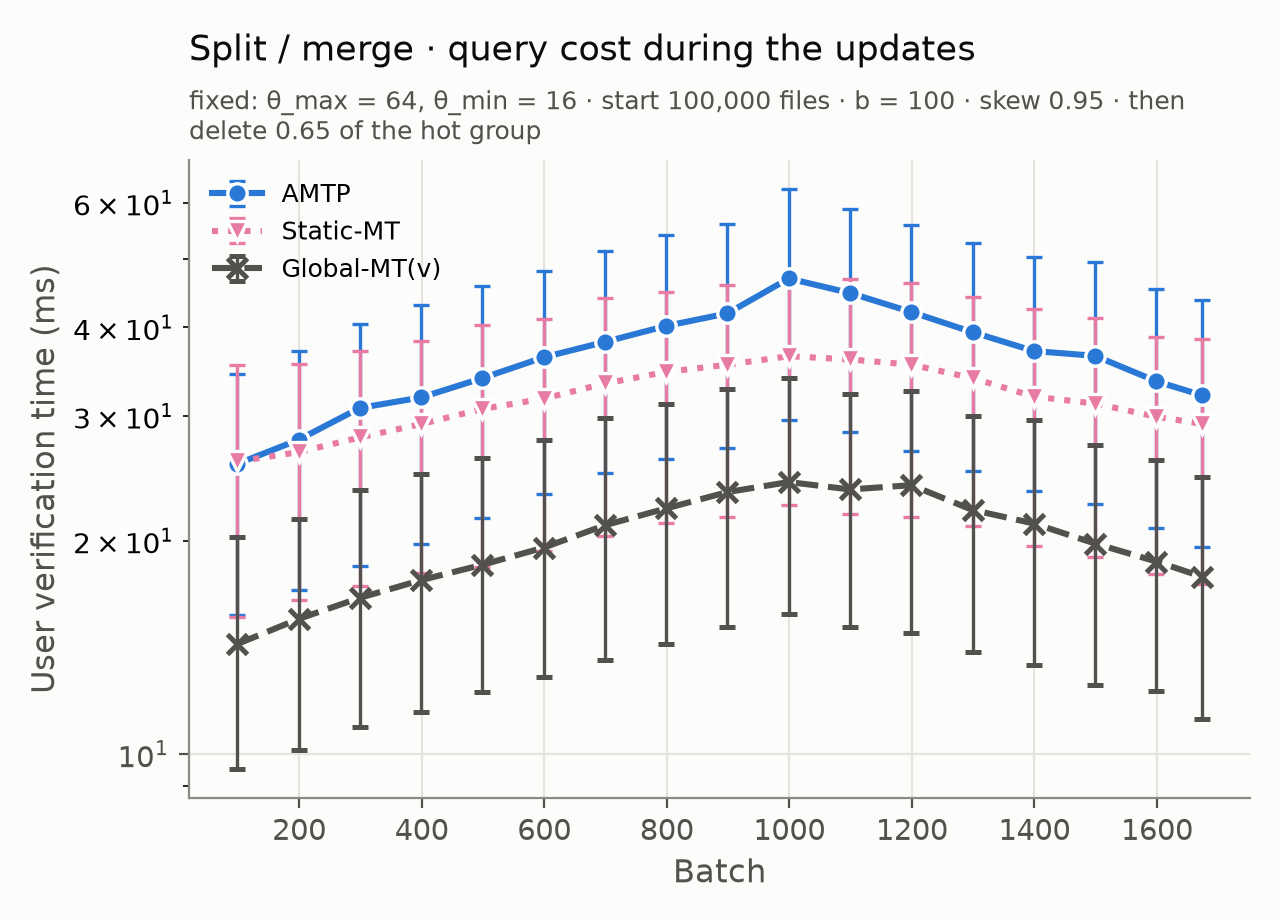 Split / merge · query cost during the updates
fixed: θ_max = 64, θ_min = 16 · start 100,000 files · b = 100 · skew 0.95 · then
delete 0.65 of the hot group
AMTP
Static-MT
Global-MT(v)
User verification time (ms)
6 × 10¹
4 × 10¹
3 × 10¹
2 × 10¹
10¹
200 400 600 800 1000 1200 1400 1600
Batch